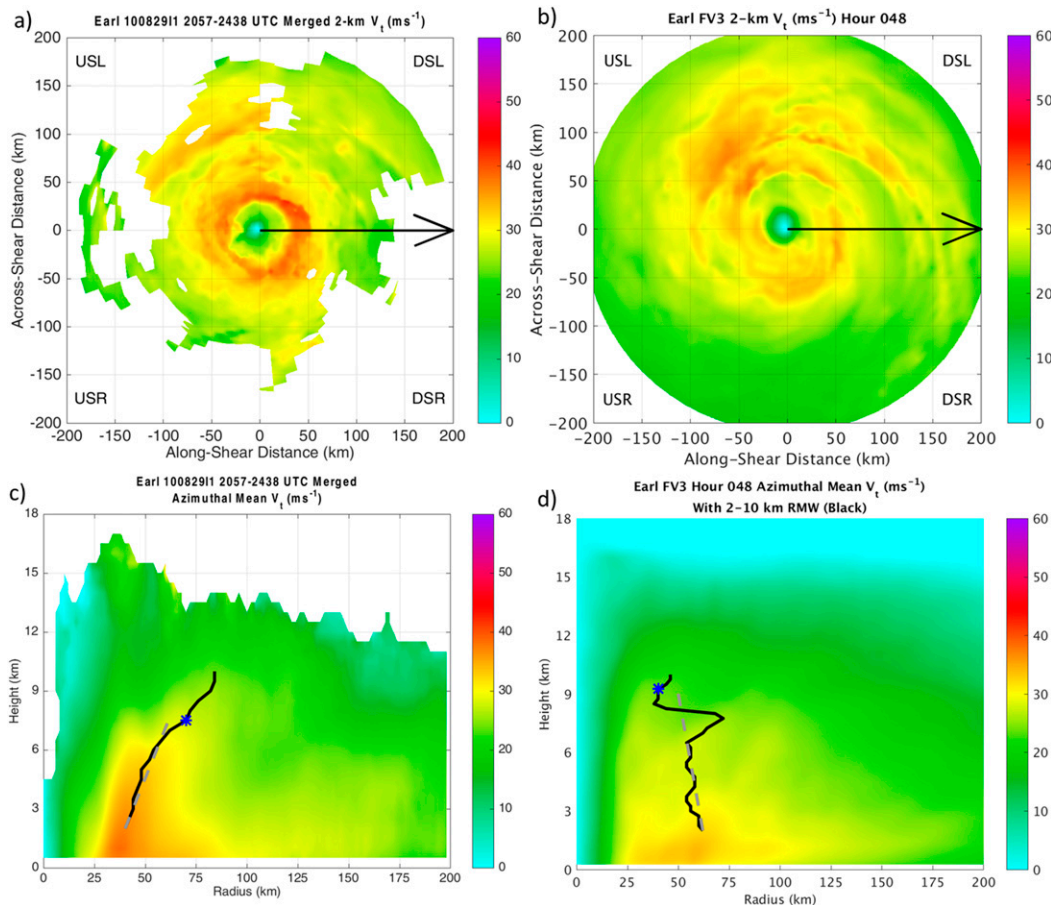 a)
Earl 100829I1 2057-2438 UTC Merged 2-km Vt (ms−1)
200
150
100
50
0
−50
−100
−150
−200
Across-Shear Distance (km)
USL
DSL
USR
DSR
-200 -150 -100 -50 0 50 100 150 200
Along-Shear Distance (km)
60
50
40
30
20
10
0
b)
Earl FV3 2-km Vt (ms−1) Hour 048
200
150
100
50
0
−50
−100
−150
−200
Across-Shear Distance (km)
USL
DSL
USR
DSR
−200 −150 −100 −50 0 50 100 150 200
Along-Shear Distance (km)
60
50
40
30
20
10
0
c)
Earl 100829I1 2057-2438 UTC Merged
Azimuthal Mean Vt (ms−1)
18
15
12
9
6
3
0
Height (km)
0 25 50 75 100 125 150 175 200
Radius (km)
60
50
40
30
20
10
0
d)
Earl FV3 Hour 048 Azimuthal Mean Vt (ms−1)
With 2−10 km RMW (Black)
18
15
12
9
6
3
0
Height (km)
0 25 50 75 100 125 150 175 200
Radius (km)
60
50
40
30
20
10
0